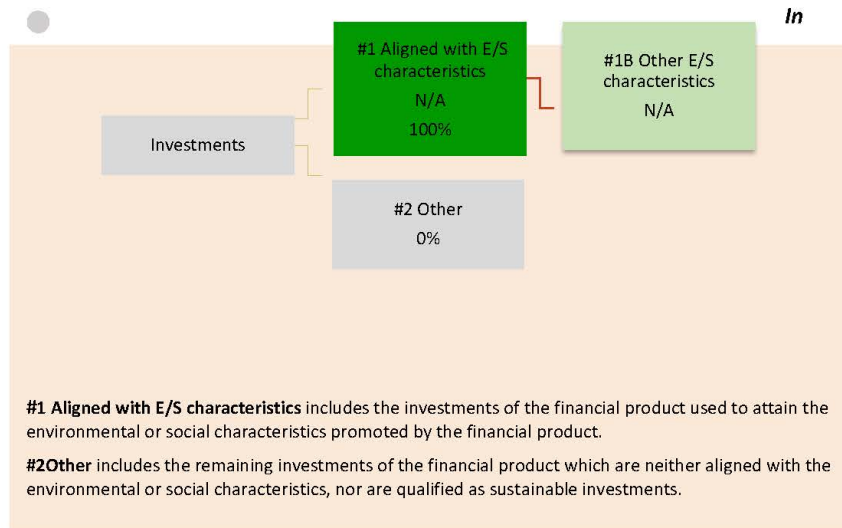 In
#1 Aligned with E/S
characteristics
N/A
100%
#1B Other E/S
characteristics
N/A
Investments
#2 Other
0%
#1 Aligned with E/S characteristics includes the investments of the financial product used to attain the
environmental or social characteristics promoted by the financial product.
#2Other includes the remaining investments of the financial product which are neither aligned with the
environmental or social characteristics, nor are qualified as sustainable investments.